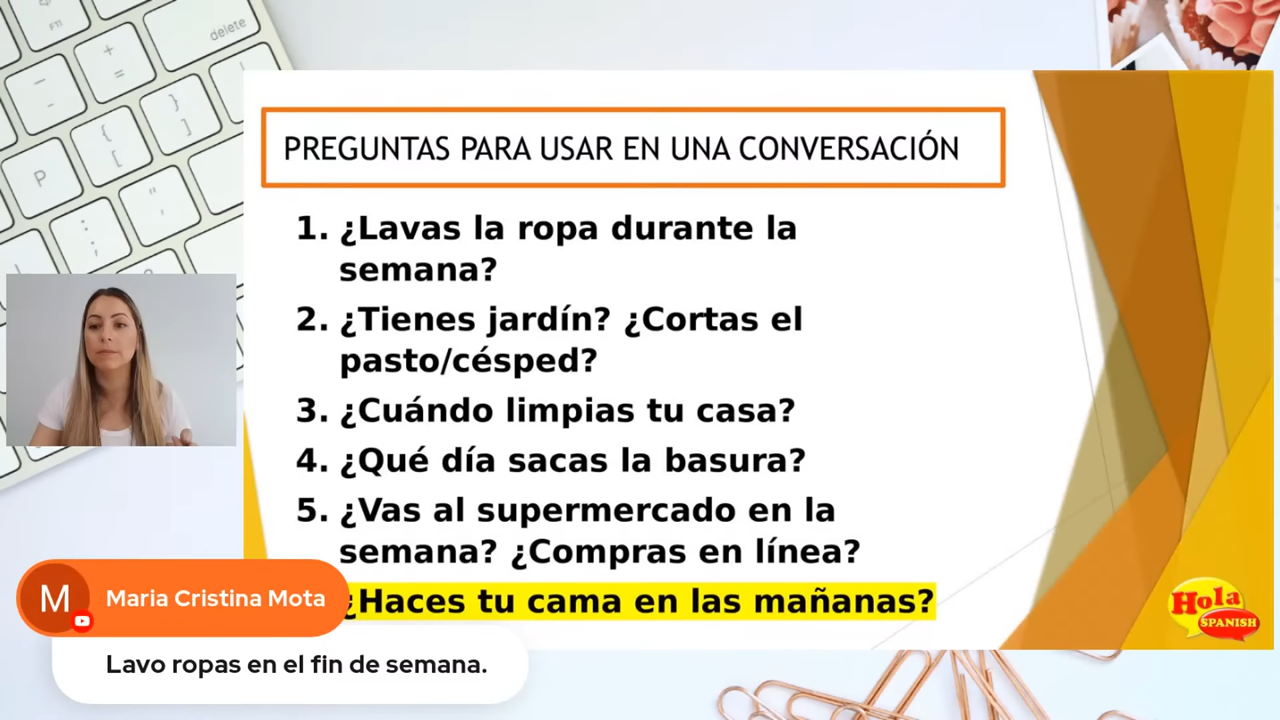 F11
delete
+
=
-
}
]
{
[
P
"
PREGUNTAS PARA USAR EN UNA CONVERSACIÓN
1. ¿Lavas la ropa durante la
semana?
2. ¿Tienes jardín? ¿Cortas el
pasto/césped?
3. ¿Cuándo limpias tu casa?
4. ¿Qué día sacas la basura?
5. ¿Vas al supermercado en la
semana? ¿Compras en línea?
¿Haces tu cama en las mañanas?
M
Maria Cristina Mota
Lavo ropas en el fin de semana.
Hola
SPANISH